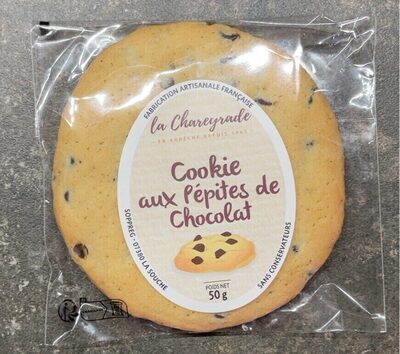 FABRICATION ARTISANALE FRANÇAISE
la Chareyrade
EN ARDÈCHE DEPUIS
Cookie
aux Pépites de
Chocolat
SOPPREG - 07380 LA SOUCHE
SANS CONSERVATEURS
POIDS NET
50 g